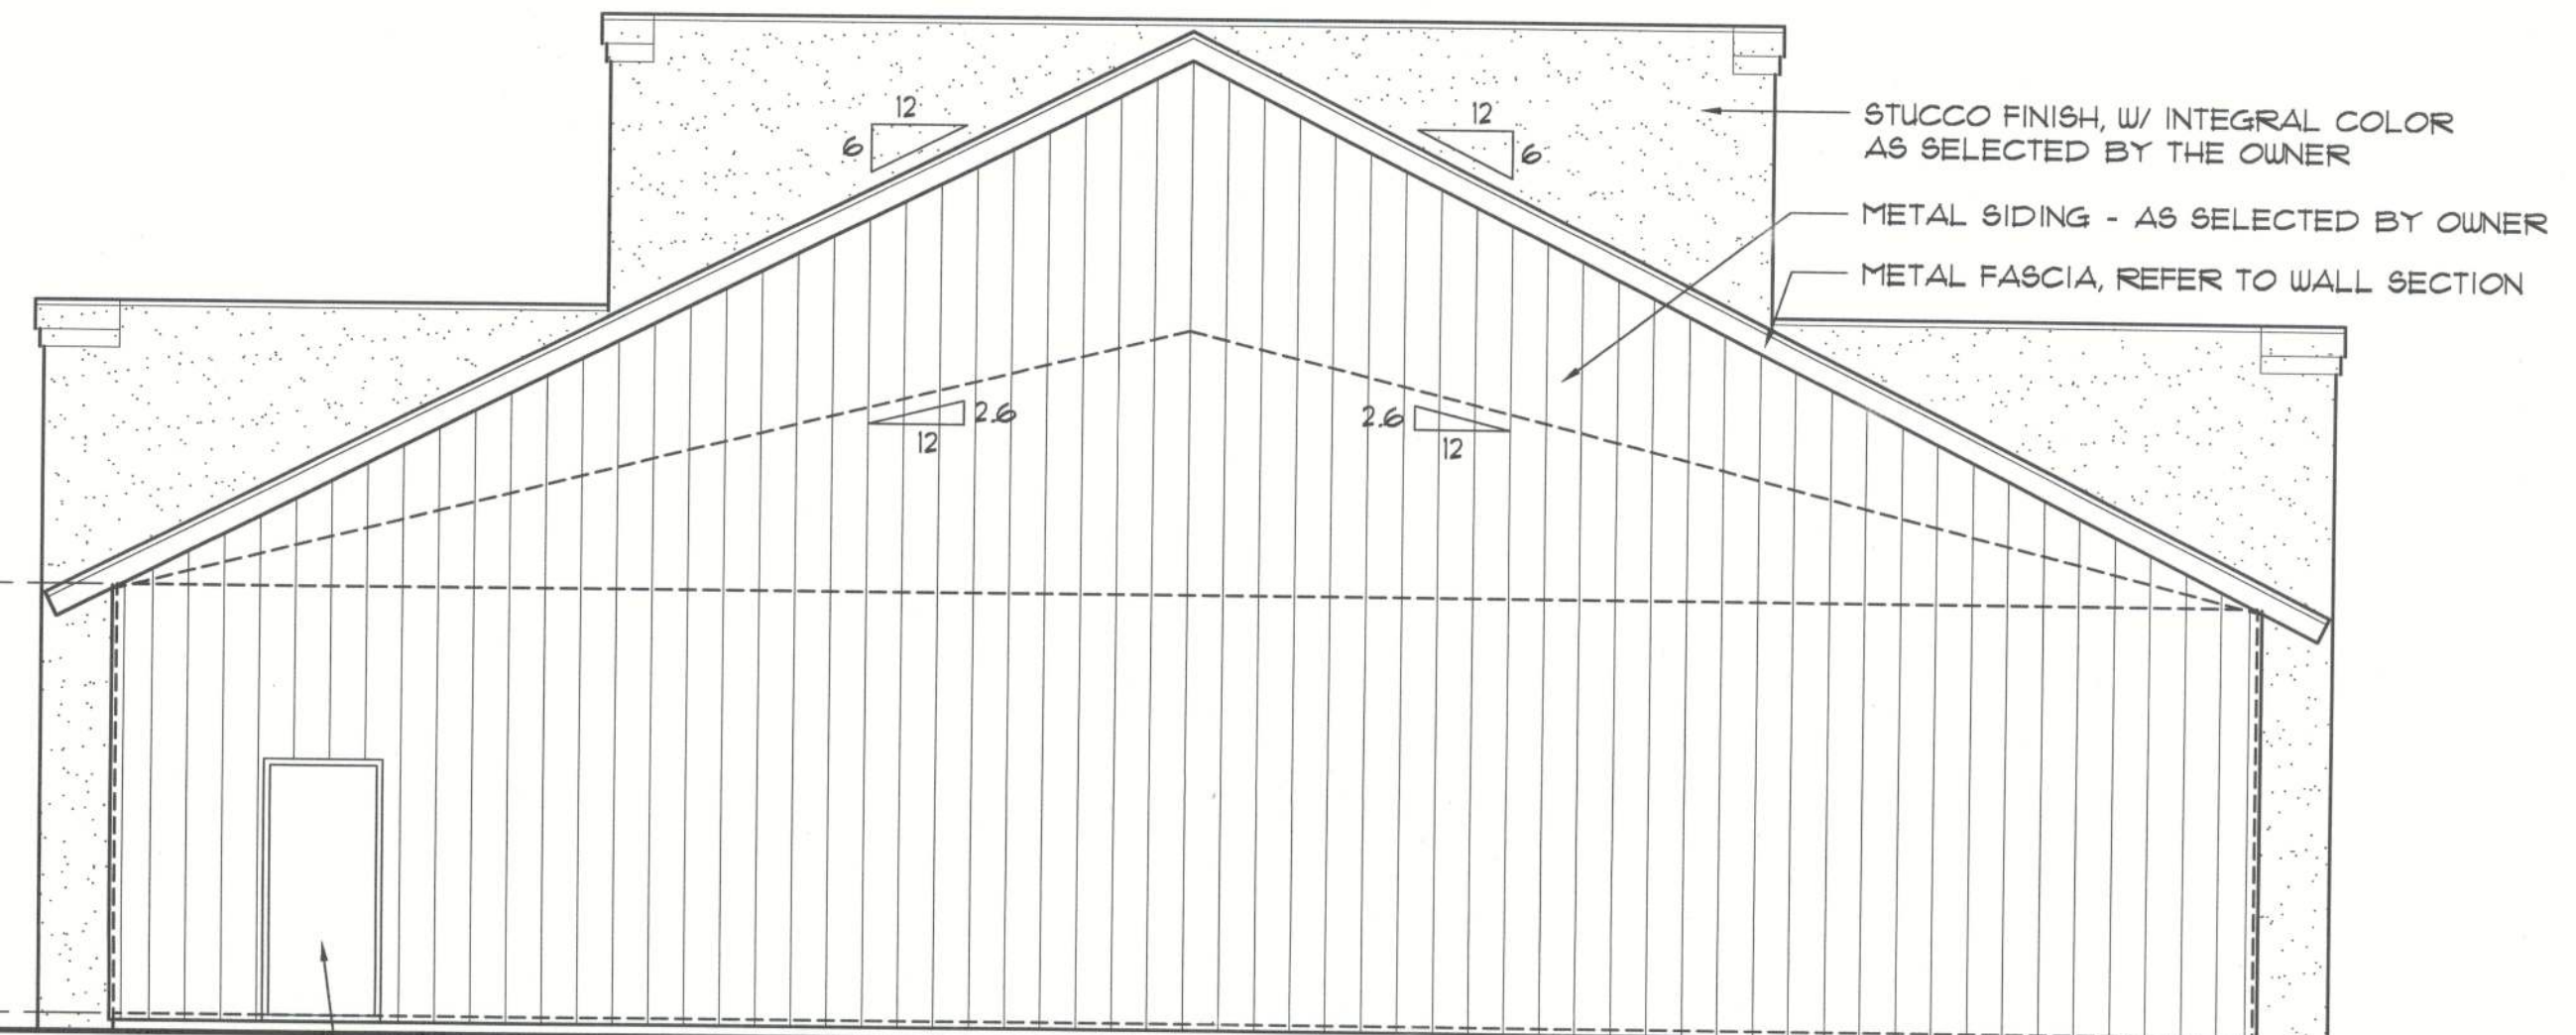 12
6
12
6
STUCCO FINISH, W/ INTEGRAL COLOR
AS SELECTED BY THE OWNER
METAL SIDING - AS SELECTED BY OWNER
METAL FASCIA, REFER TO WALL SECTION
2.6
12
2.6
12